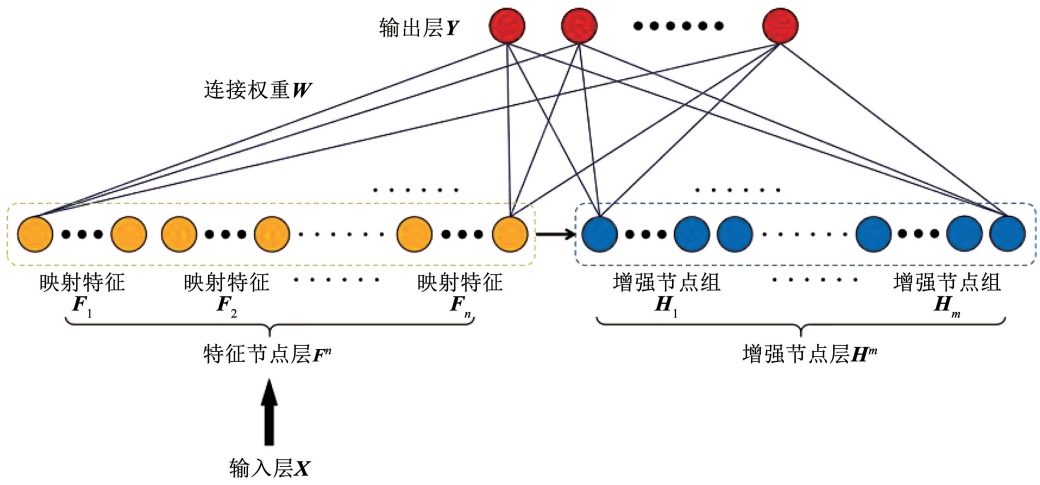 输出层Y
连接权重W
映射特征 映射特征 映射特征 增强节点组 增强节点组
F1 F2 Fn H1 Hm
特征节点层Fⁿ 增强节点层Hᵐ
输入层X